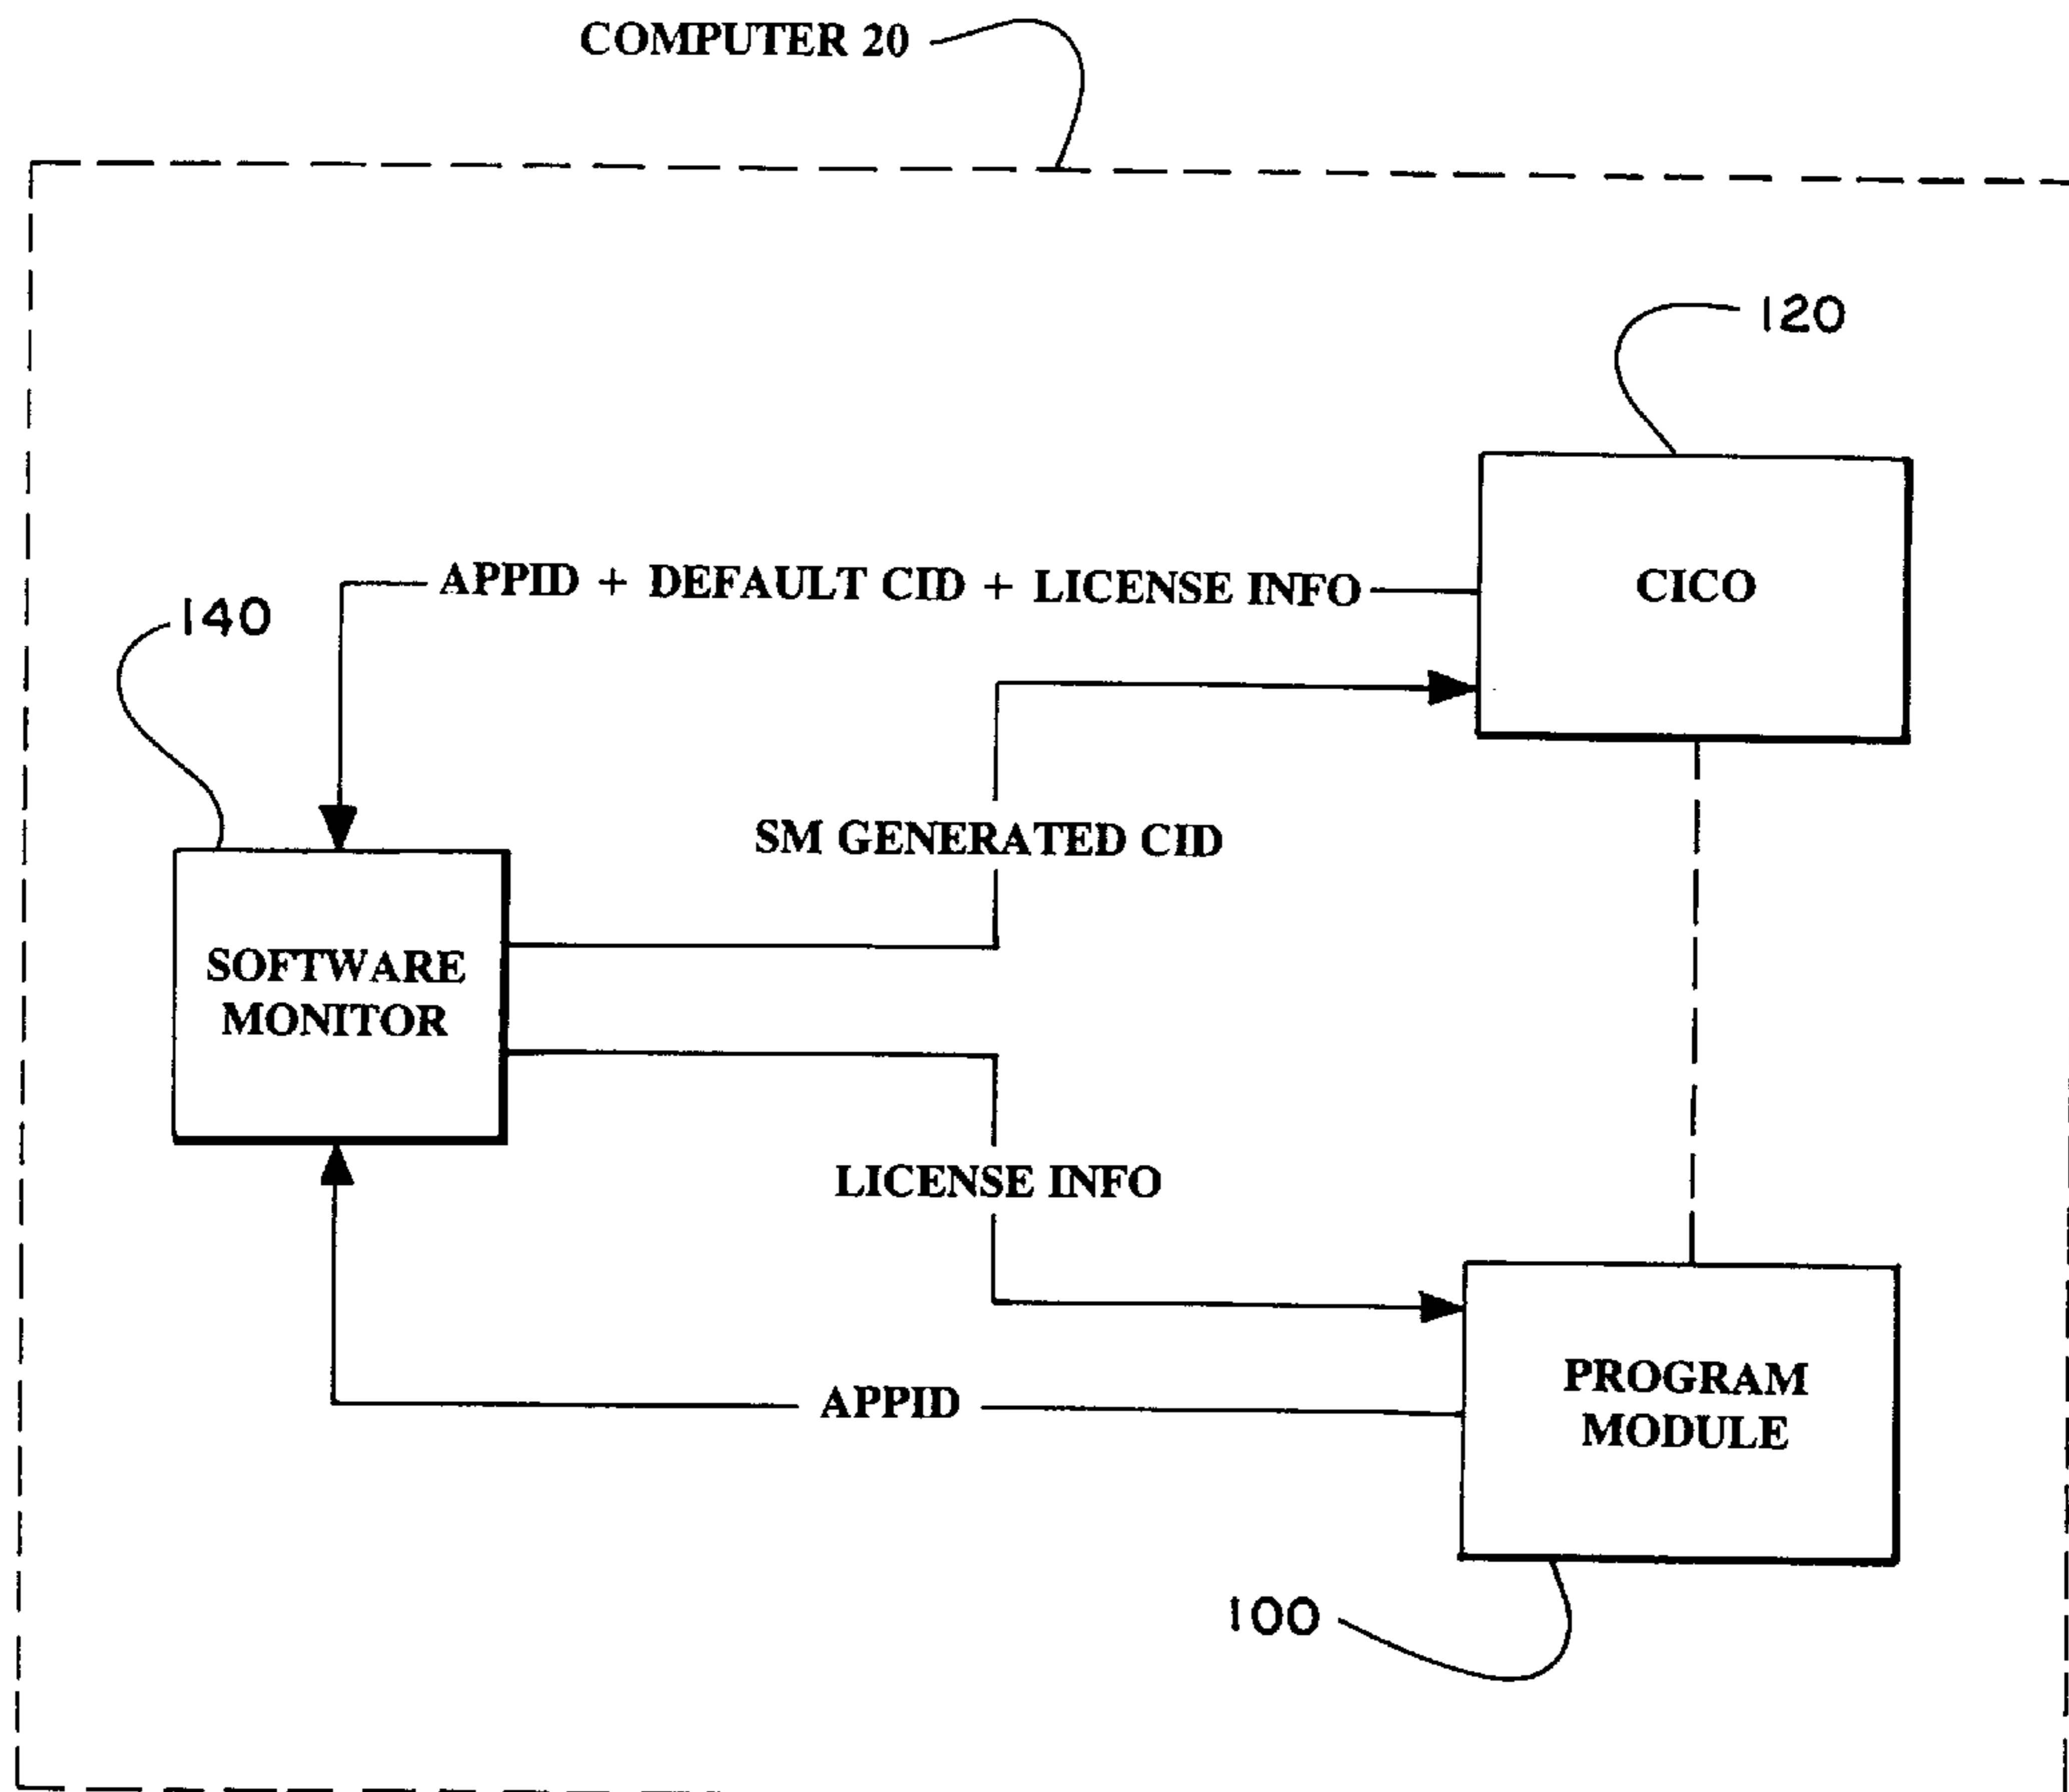 COMPUTER 20
120
APPID + DEFAULT CID + LICENSE INFO
CICO
140
SM GENERATED CID
SOFTWARE
MONITOR
LICENSE INFO
PROGRAM
MODULE
APPID
100